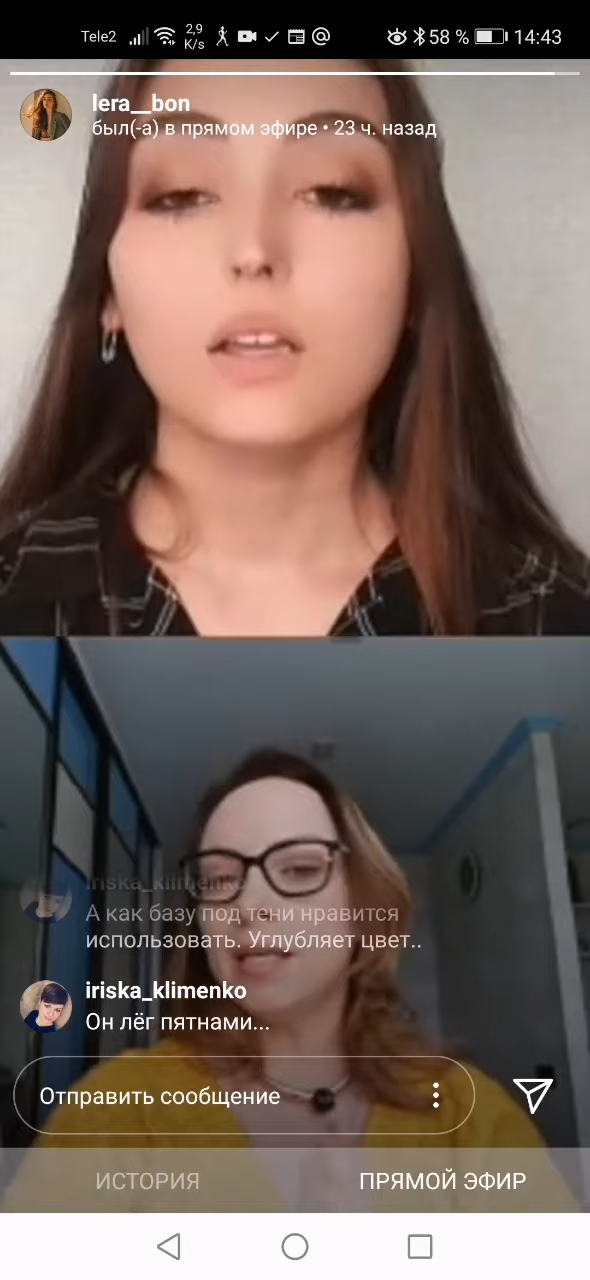 Tele2 2,9 K/s 58 % 14:43
lera__bon
был(-а) в прямом эфире • 23 ч. назад
iriska_klimenko
А как базу под тени нравится
использовать. Углубляет цвет..
iriska_klimenko
Он лёг пятнами...
Отправить сообщение
ИСТОРИЯ ПРЯМОЙ ЭФИР